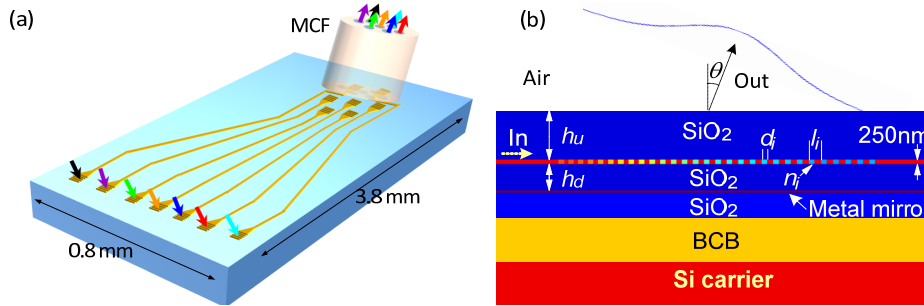 (a)
MCF
0.8 mm
3.8 mm
(b)
Air
θ
Out
In
hu
SiO2
di
li
250nm
hd
SiO2
ni
SiO2
Metal mirro
BCB
Si carrier